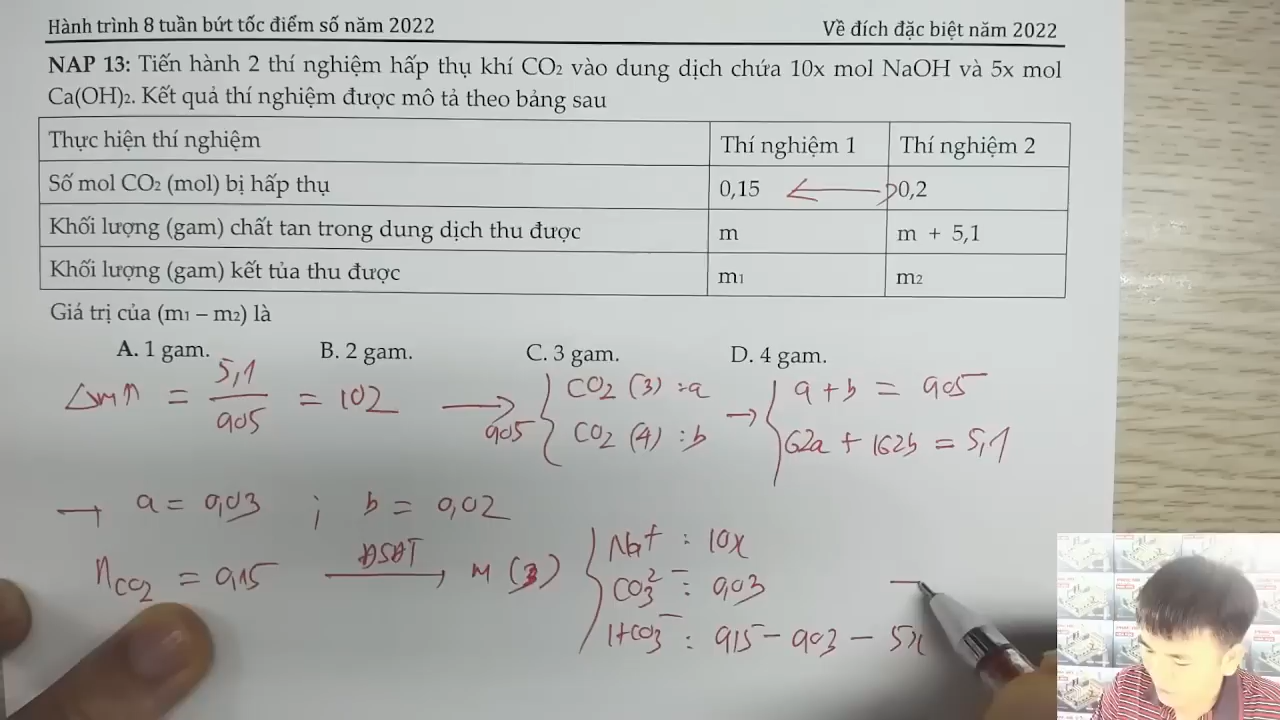 Hành trình 8 tuần bứt tốc điểm số năm 2022 Về đích đặc biệt năm 2022
NAP 13: Tiến hành 2 thí nghiệm hấp thụ khí CO₂ vào dung dịch chứa 10x mol NaOH và 5x mol
Ca(OH)₂. Kết quả thí nghiệm được mô tả theo bảng sau
Thực hiện thí nghiệm Thí nghiệm 1 Thí nghiệm 2
Số mol CO₂ (mol) bị hấp thụ 0,15 0,2
Khối lượng (gam) chất tan trong dung dịch thu được m m + 5,1
Khối lượng (gam) kết tủa thu được m₁ m₂
Giá trị của (m₁ – m₂) là
A. 1 gam. B. 2 gam. C. 3 gam. D. 4 gam.
Δm↑ = 5,1 / 0,05 = 102 → 0,05 { CO₂ (3) : a → { a + b = 0,05
CO₂ (4) : b 62a + 162b = 5,1
→ a = 0,03 ; b = 0,02
nCO₂ = 0,15 BSĐT → m (3) { Na⁺ : 10x
CO₃²⁻ : 0,03
HCO₃⁻ : 0,15 – 0,03 – 5x